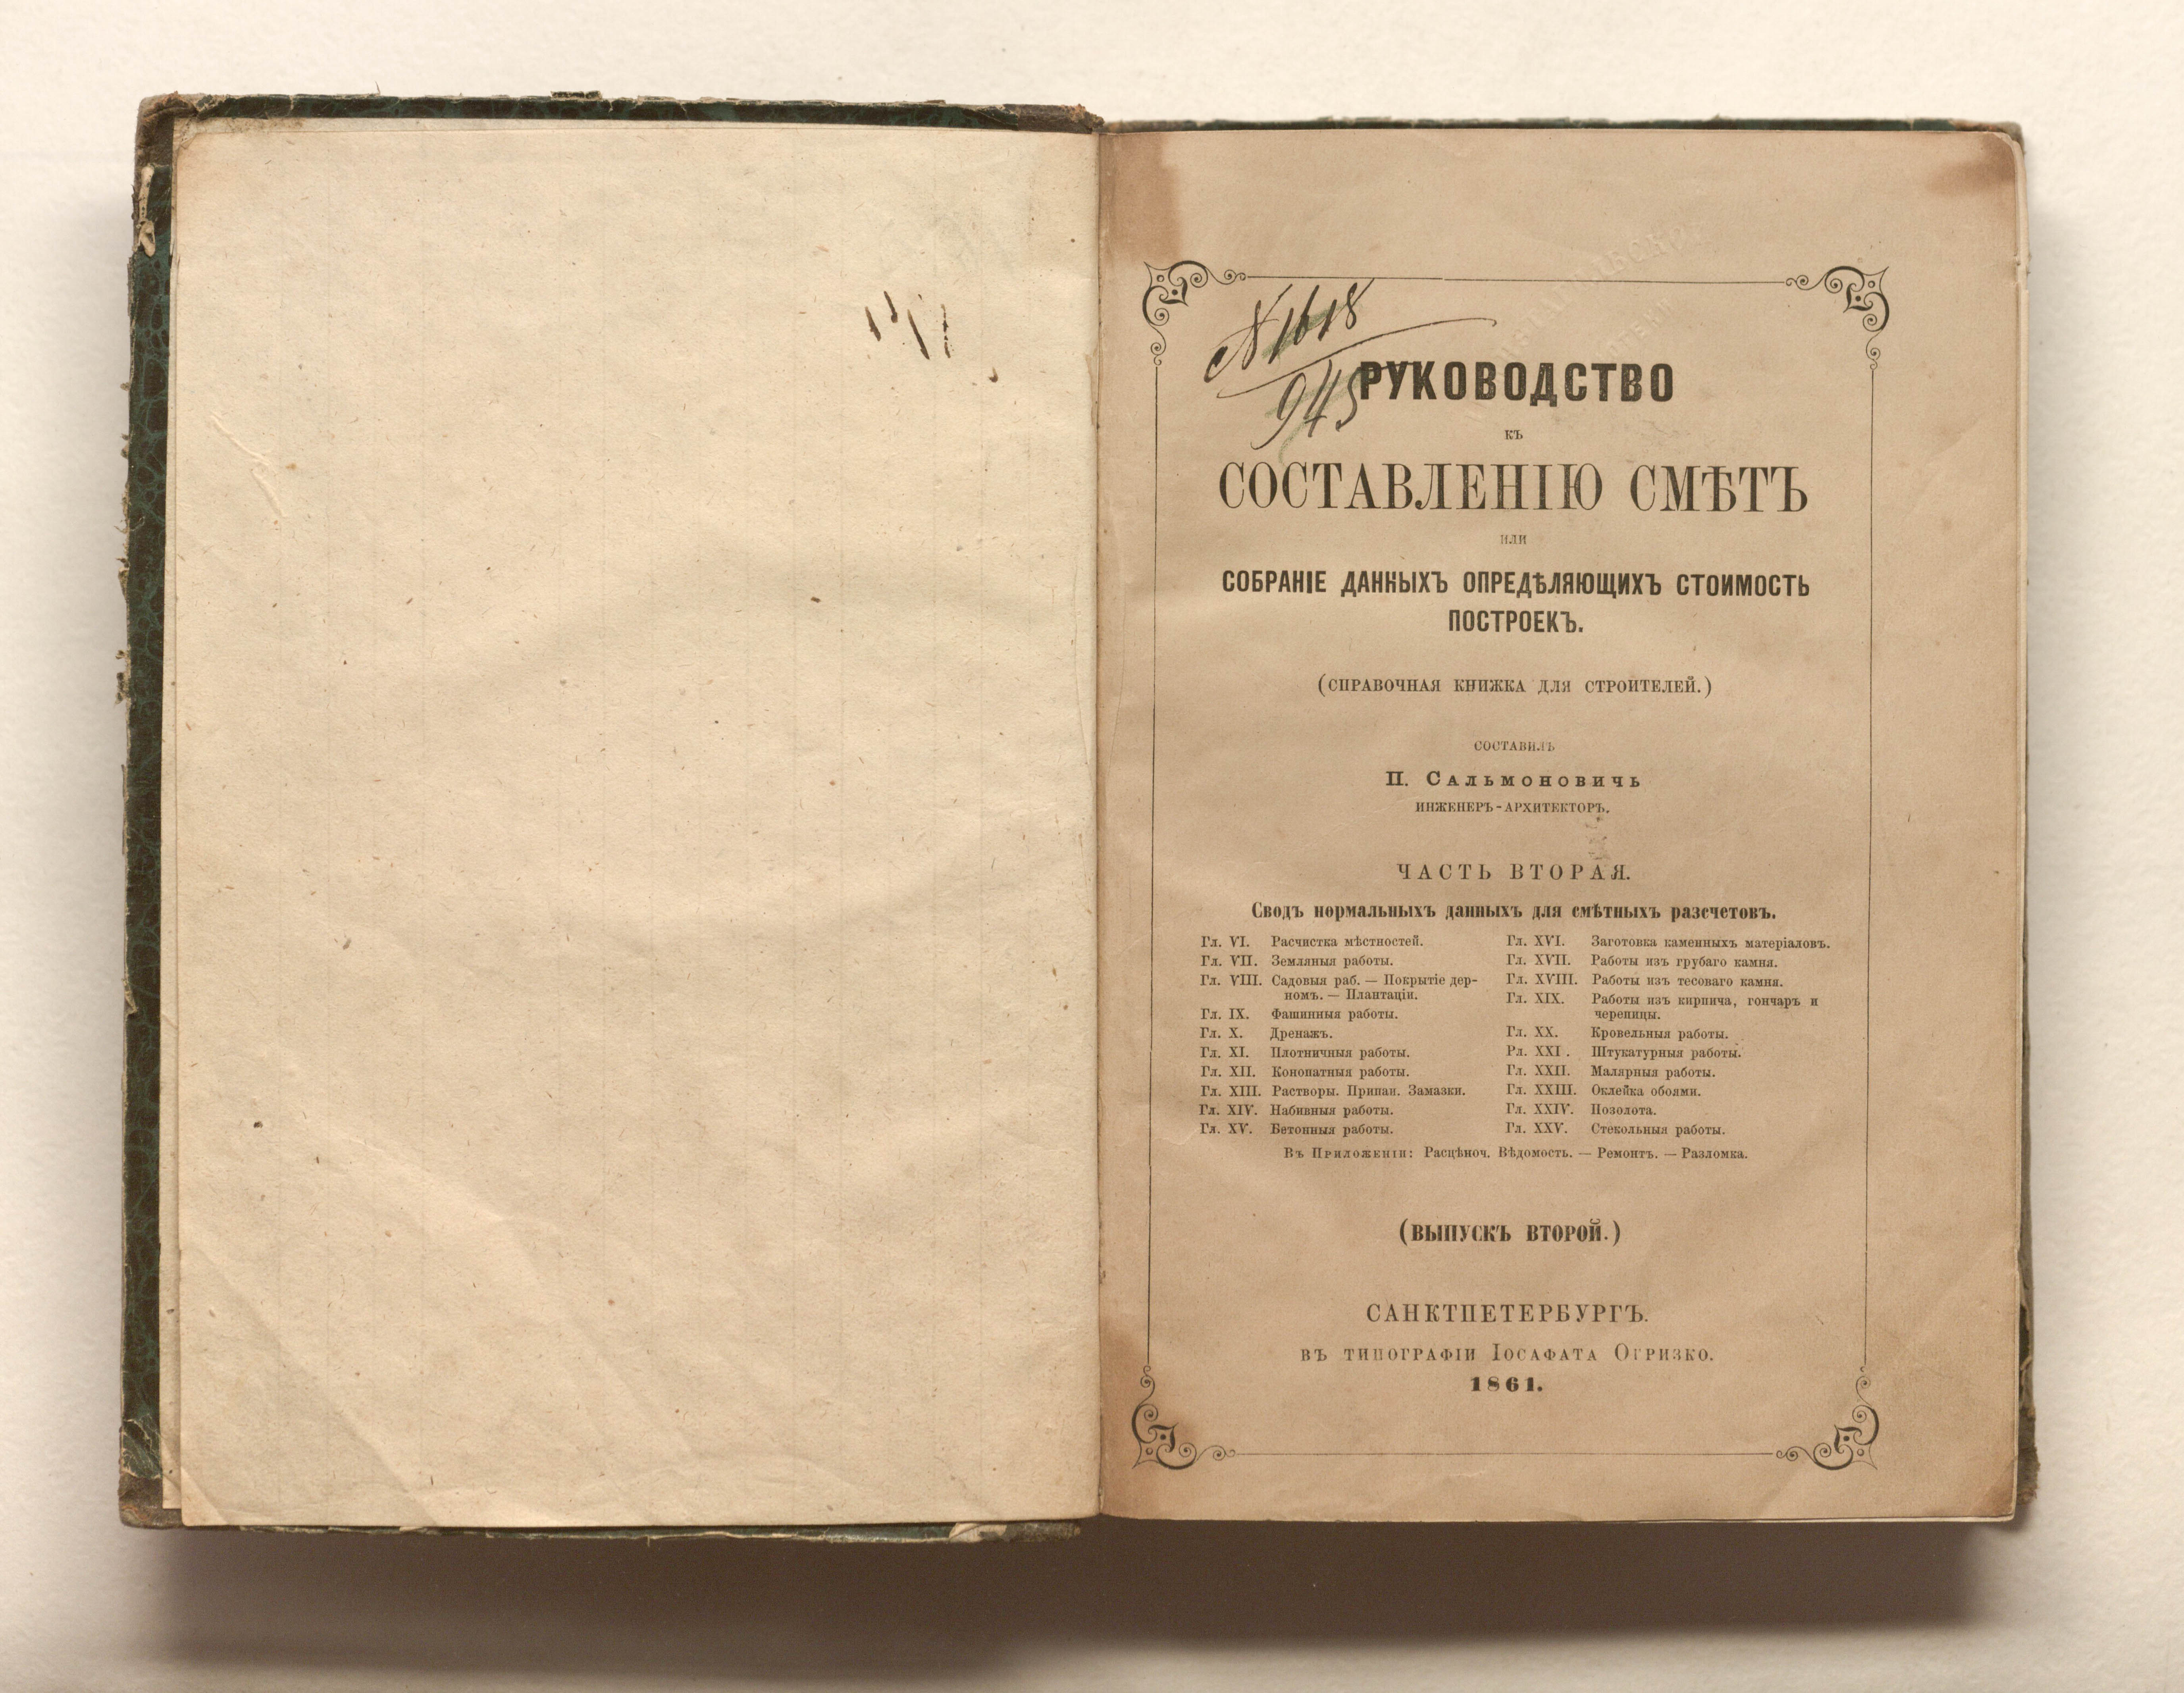 № 1618
945
РУКОВОДСТВО
КЪ
СОСТАВЛЕНІЮ СМѢТЪ
ИЛИ
СОБРАНІЕ ДАННЫХЪ ОПРЕДѢЛЯЮЩИХЪ СТОИМОСТЬ
ПОСТРОЕКЪ.
(СПРАВОЧНАЯ КНИЖКА ДЛЯ СТРОИТЕЛЕЙ.)
СОСТАВИЛЪ
П. Сальмоновичь
ИНЖЕНЕРЪ-АРХИТЕКТОРЪ.
ЧАСТЬ ВТОРАЯ.
Сводъ нормальныхъ данныхъ для смѣтныхъ разсчетовъ.
Гл. VI. Расчистка мѣстностей.
Гл. VII. Земляныя работы.
Гл. VIII. Садовыя раб. — Покрытіе дер-
номъ. — Плантаціи.
Гл. IX. Фашинныя работы.
Гл. X. Дренажъ.
Гл. XI. Плотничныя работы.
Гл. XII. Конопатныя работы.
Гл. XIII. Растворы. Припаи. Замазки.
Гл. XIV. Набивныя работы.
Гл. XV. Бетонныя работы.
Гл. XVI. Заготовка каменныхъ матеріаловъ.
Гл. XVII. Работы изъ грубаго камня.
Гл. XVIII. Работы изъ тесоваго камня.
Гл. XIX. Работы изъ кирпича, гончаръ и
черепицы.
Гл. XX. Кровельныя работы.
Рл. XXI. Штукатурныя работы.
Гл. XXII. Малярныя работы.
Гл. XXIII. Оклейка обоями.
Гл. XXIV. Позолота.
Гл. XXV. Стекольныя работы.
Въ Приложеніи: Расцѣноч. Вѣдомость. — Ремонтъ. — Разломка.
(ВЫПУСКЪ ВТОРОЙ.)
САНКТПЕТЕРБУРГЪ.
ВЪ ТИПОГРАФІИ ІОСАФАТА ОГРИЗКО.
1861.